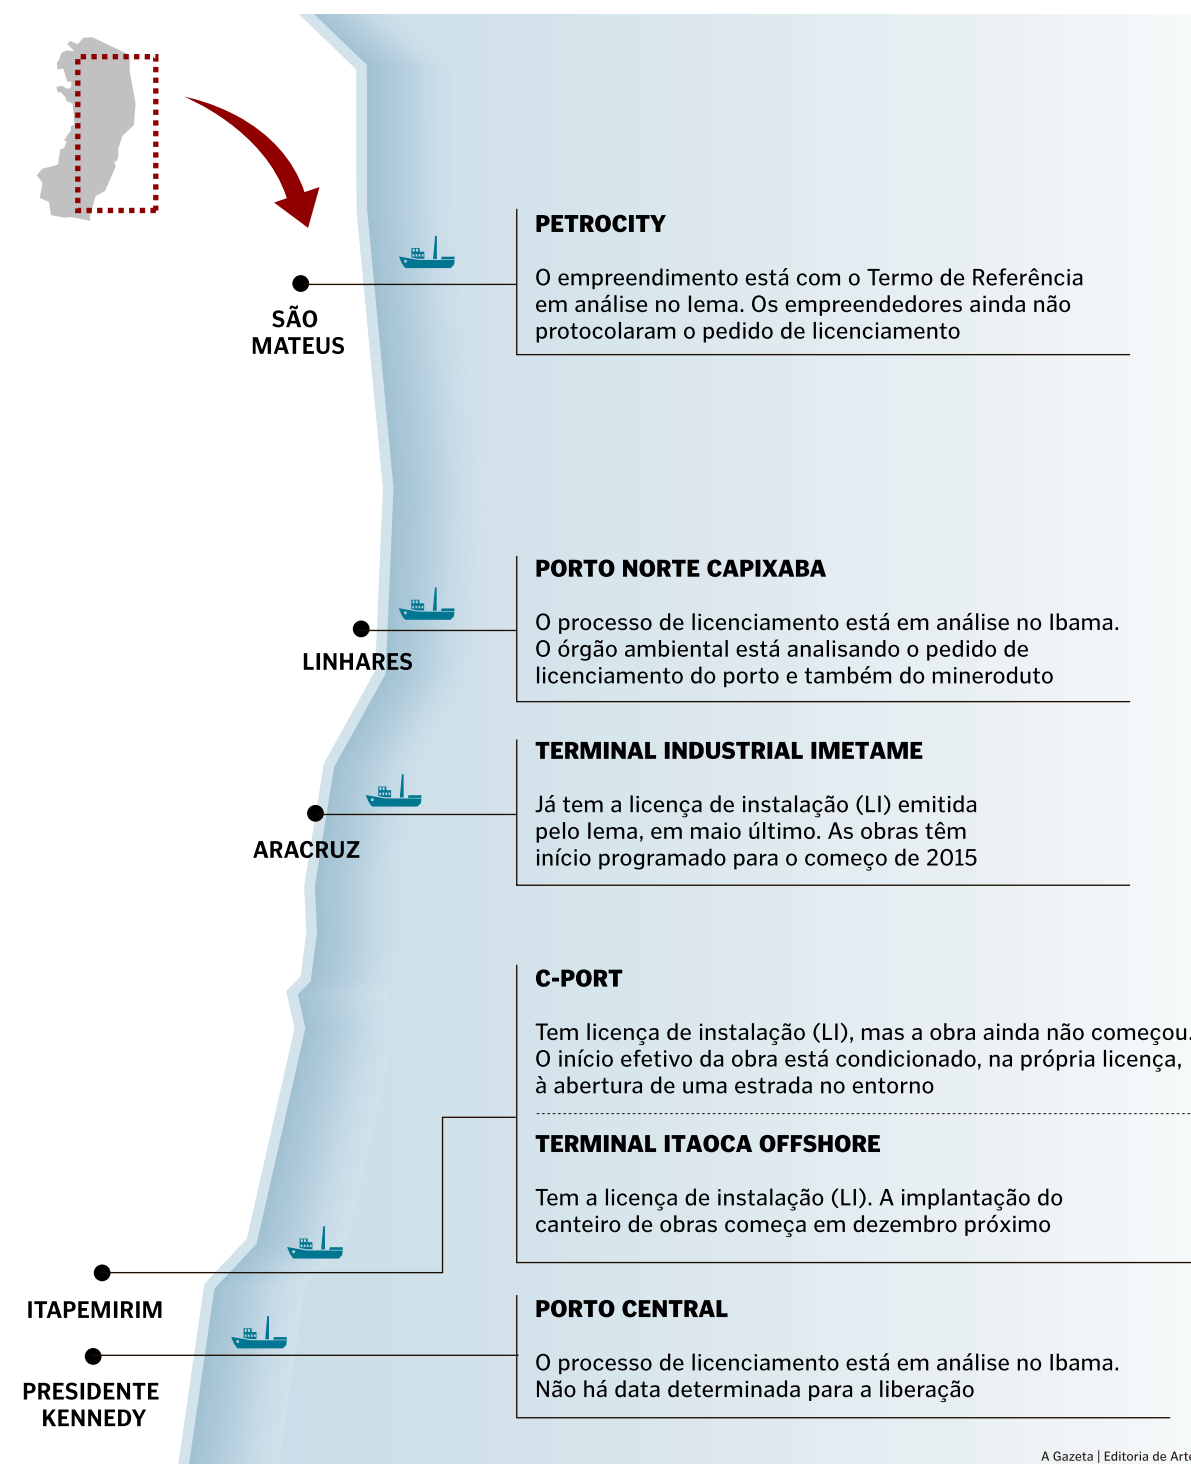 PETROCITY
O empreendimento está com o Termo de Referência
em análise no Iema. Os empreendedores ainda não
protocolaram o pedido de licenciamento
SÃO
MATEUS
PORTO NORTE CAPIXABA
O processo de licenciamento está em análise no Ibama.
O órgão ambiental está analisando o pedido de
licenciamento do porto e também do mineroduto
LINHARES
TERMINAL INDUSTRIAL IMETAME
Já tem a licença de instalação (LI) emitida
pelo Iema, em maio último. As obras têm
início programado para o começo de 2015
ARACRUZ
C-PORT
Tem licença de instalação (LI), mas a obra ainda não começou.
O início efetivo da obra está condicionado, na própria licença,
à abertura de uma estrada no entorno
TERMINAL ITAOCA OFFSHORE
Tem a licença de instalação (LI). A implantação do
canteiro de obras começa em dezembro próximo
ITAPEMIRIM
PORTO CENTRAL
O processo de licenciamento está em análise no Ibama.
Não há data determinada para a liberação
PRESIDENTE
KENNEDY
A Gazeta | Editoria de Arte